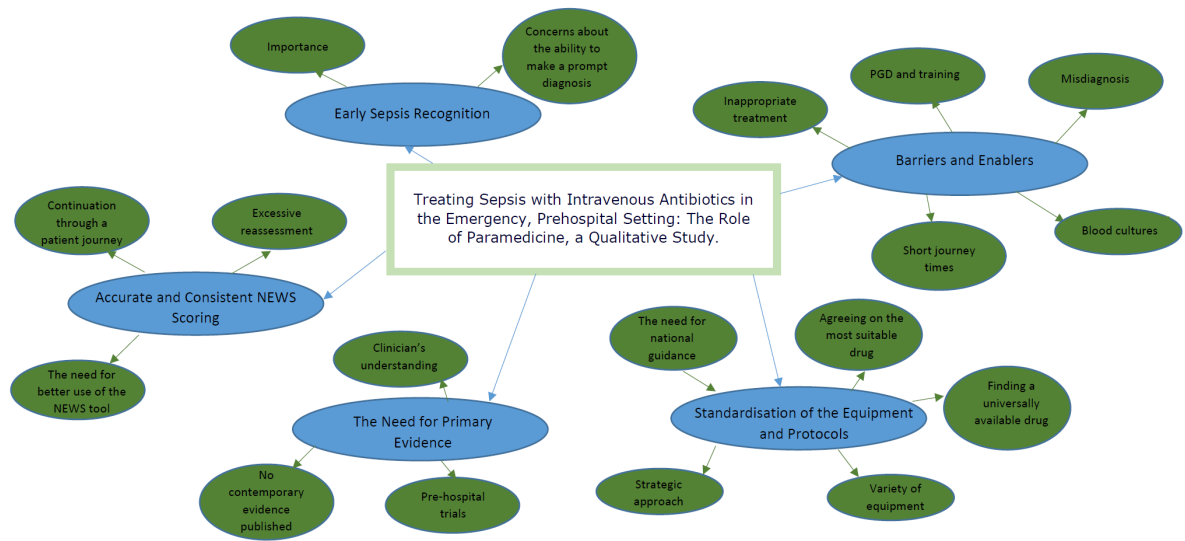 Importance
Concerns about
the ability to
make a prompt
diagnosis
Early Sepsis Recognition
PGD and training
Misdiagnosis
Inappropriate
treatment
Barriers and Enablers
Short journey
times
Blood cultures
Treating Sepsis with Intravenous Antibiotics in
the Emergency, Prehospital Setting: The Role
of Paramedicine, a Qualitative Study.
Continuation
through a
patient journey
Excessive
reassessment
Accurate and Consistent NEWS
Scoring
The need for
better use of the
NEWS tool
Clinician's
understanding
The Need for Primary
Evidence
No
contemporary
evidence
published
Pre-hospital
trials
The need for
national
guidance
Agreeing on the
most suitable
drug
Finding a
universally
available drug
Standardisation of the Equipment
and Protocols
Strategic
approach
Variety of
equipment